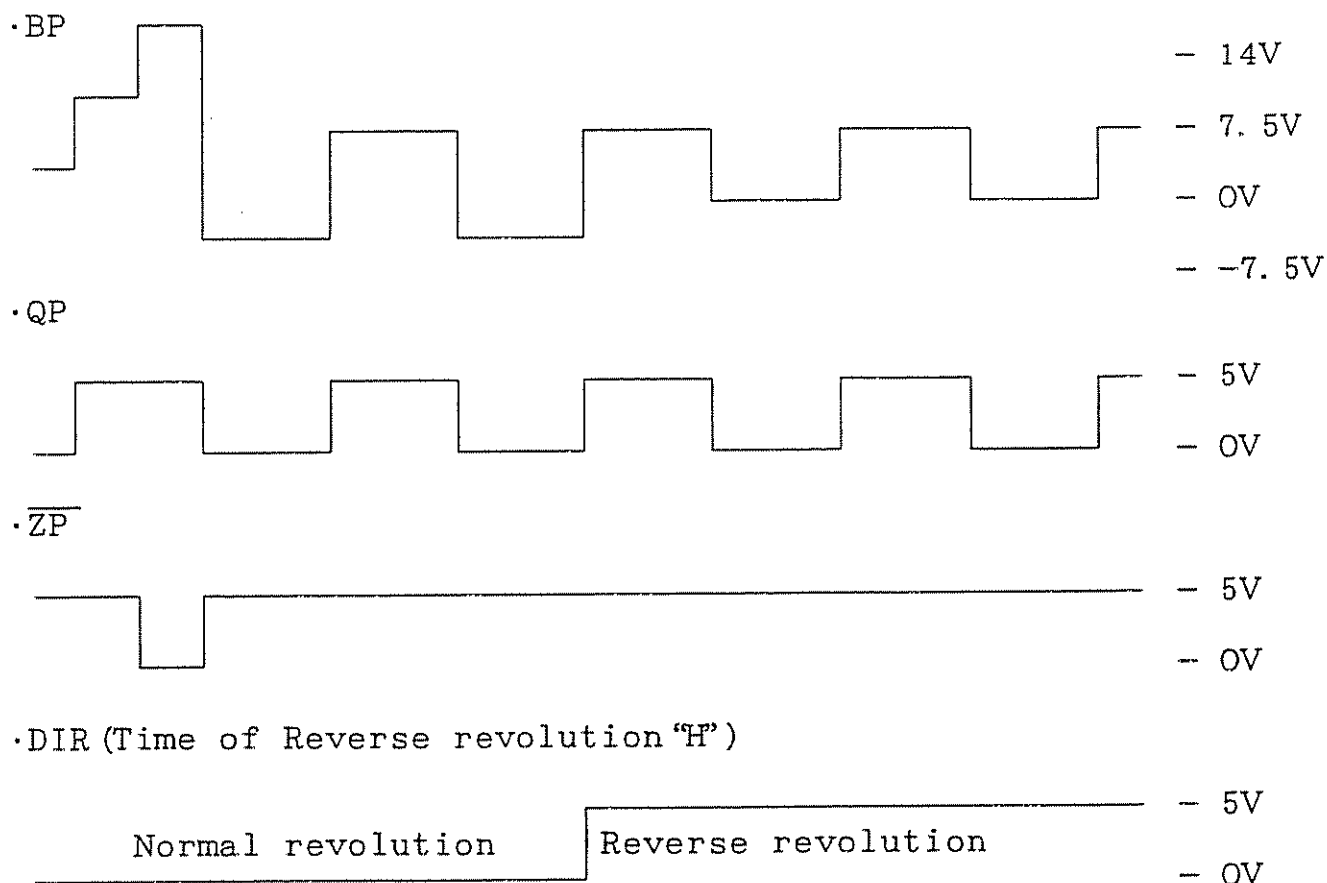 ·BP
— 14V
— 7. 5V
— 0V
— −7. 5V
·QP
— 5V
— 0V
·Z̅P̅
— 5V
— 0V
·DIR (Time of Reverse revolution “H”)
— 5V
Normal revolution Reverse revolution
— 0V